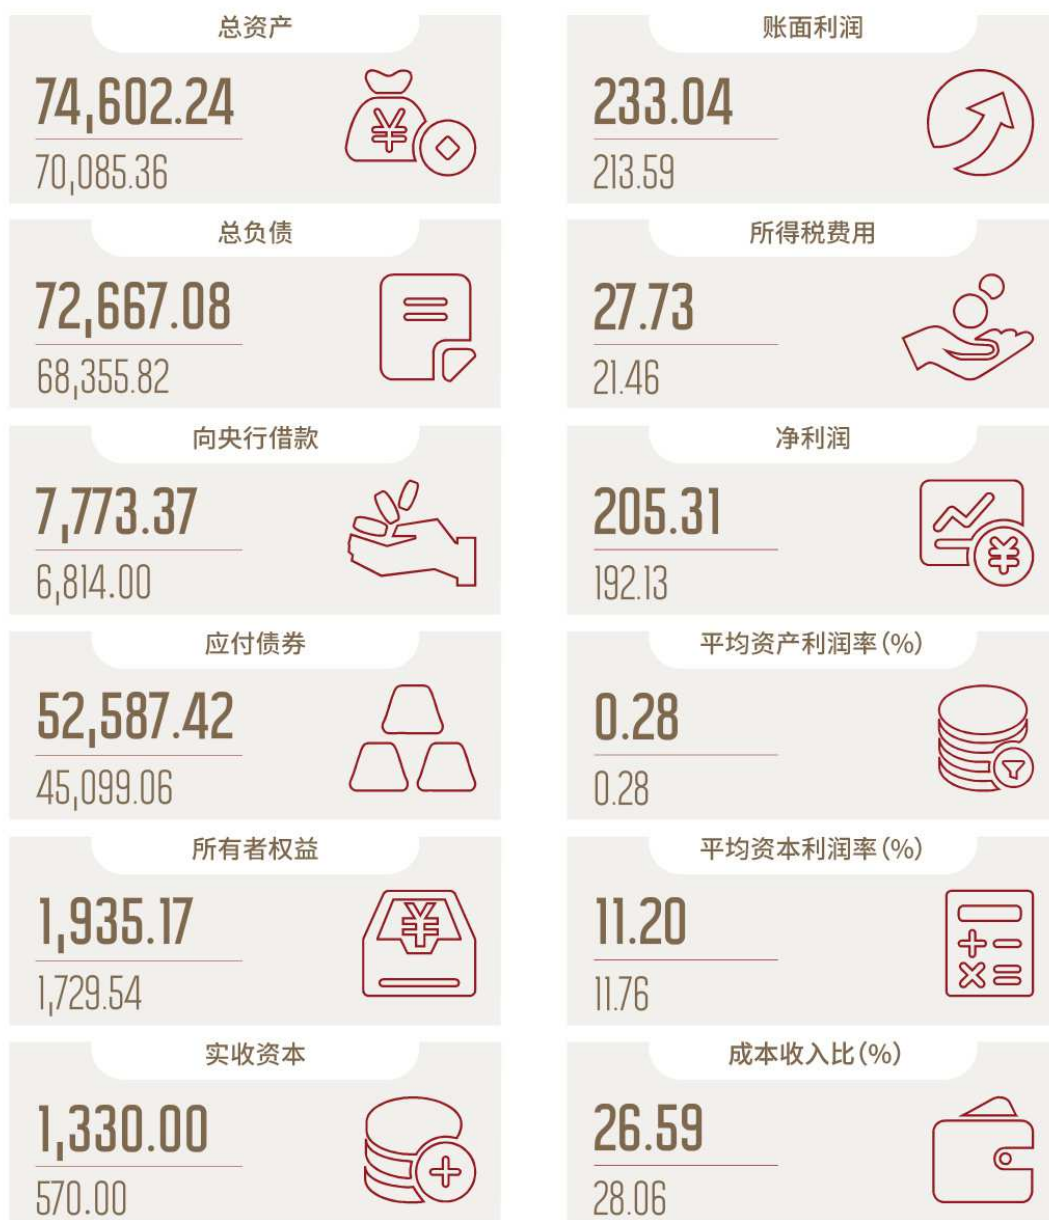 总资产
74,602.24
70,085.36
总负债
72,667.08
68,355.82
向央行借款
7,773.37
6,814.00
应付债券
52,587.42
45,099.06
所有者权益
1,935.17
1,729.54
实收资本
1,330.00
570.00
账面利润
233.04
213.59
所得税费用
27.73
21.46
净利润
205.31
192.13
平均资产利润率(%)
0.28
0.28
平均资本利润率(%)
11.20
11.76
成本收入比(%)
26.59
28.06